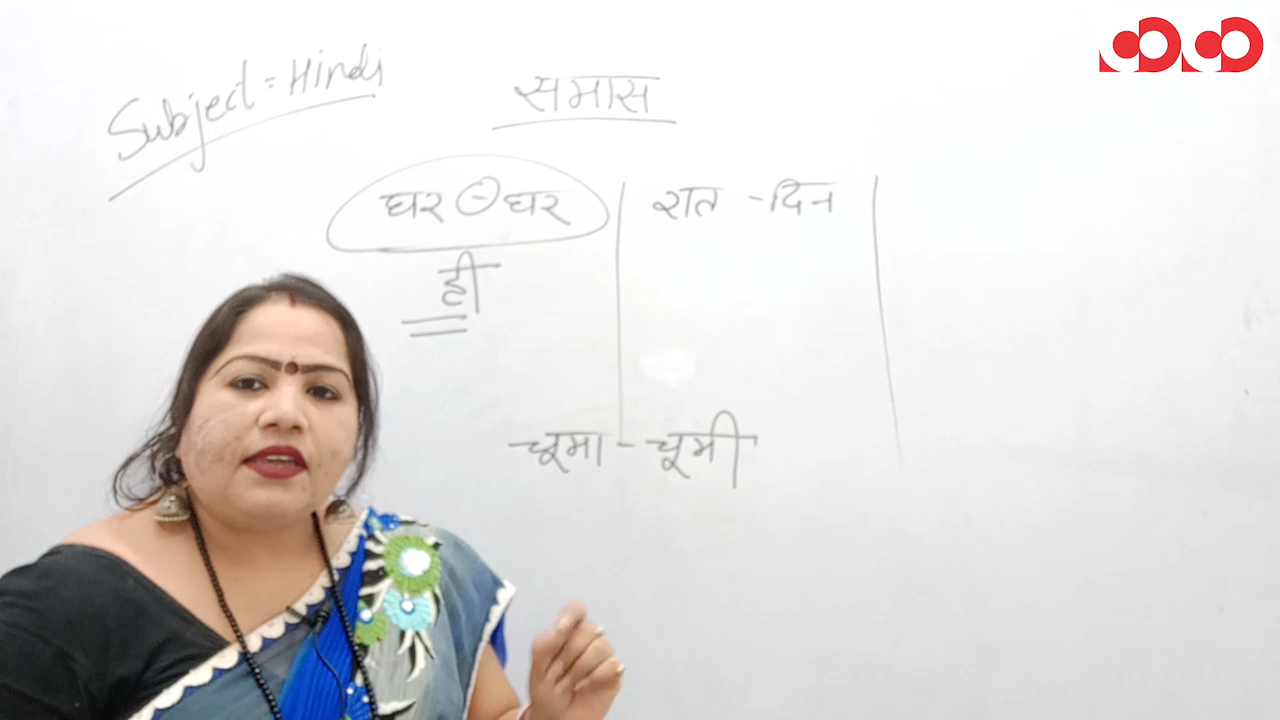 Subject = Hindi
समास
घर - घर
रात - दिन
ही
चूमा - चूमी